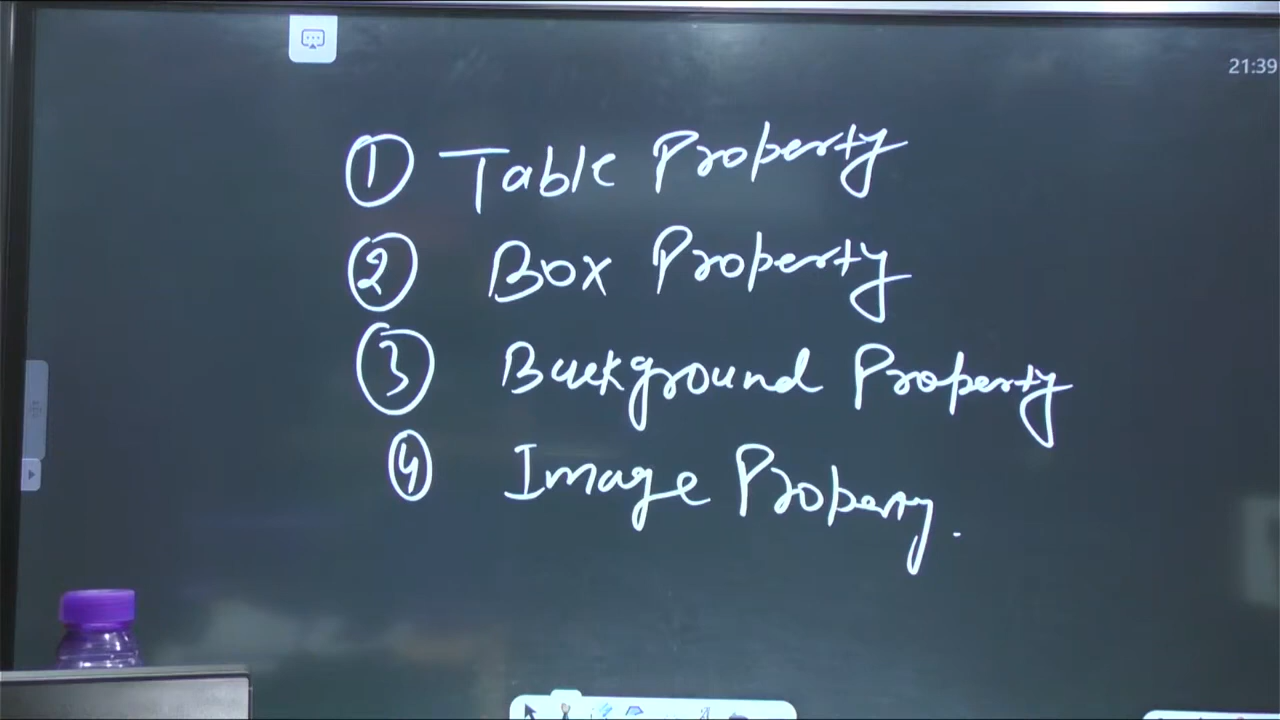 21:39
① Table Property
② Box Property
③ Background Property
④ Image Property.